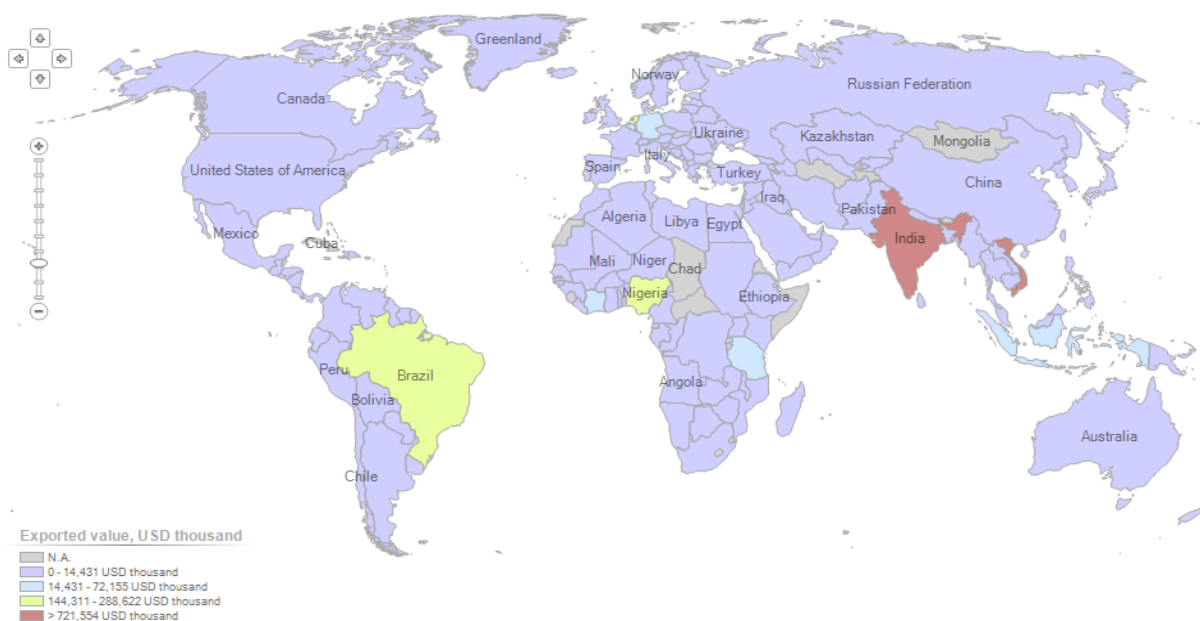 Greenland
Norway
Canada
Russian Federation
Ukraine
Kazakhstan
Mongolia
United States of America
Spain
Italy
Turkey
China
Iraq
Pakistan
Mexico
Cuba
Algeria
Libya
Egypt
India
Mali
Niger
Chad
Nigeria
Ethiopia
Peru
Brazil
Angola
Bolivia
Australia
Chile
Exported value, USD thousand
N.A.
0 - 14,431 USD thousand
14,431 - 72,155 USD thousand
144,311 - 288,622 USD thousand
> 721,554 USD thousand